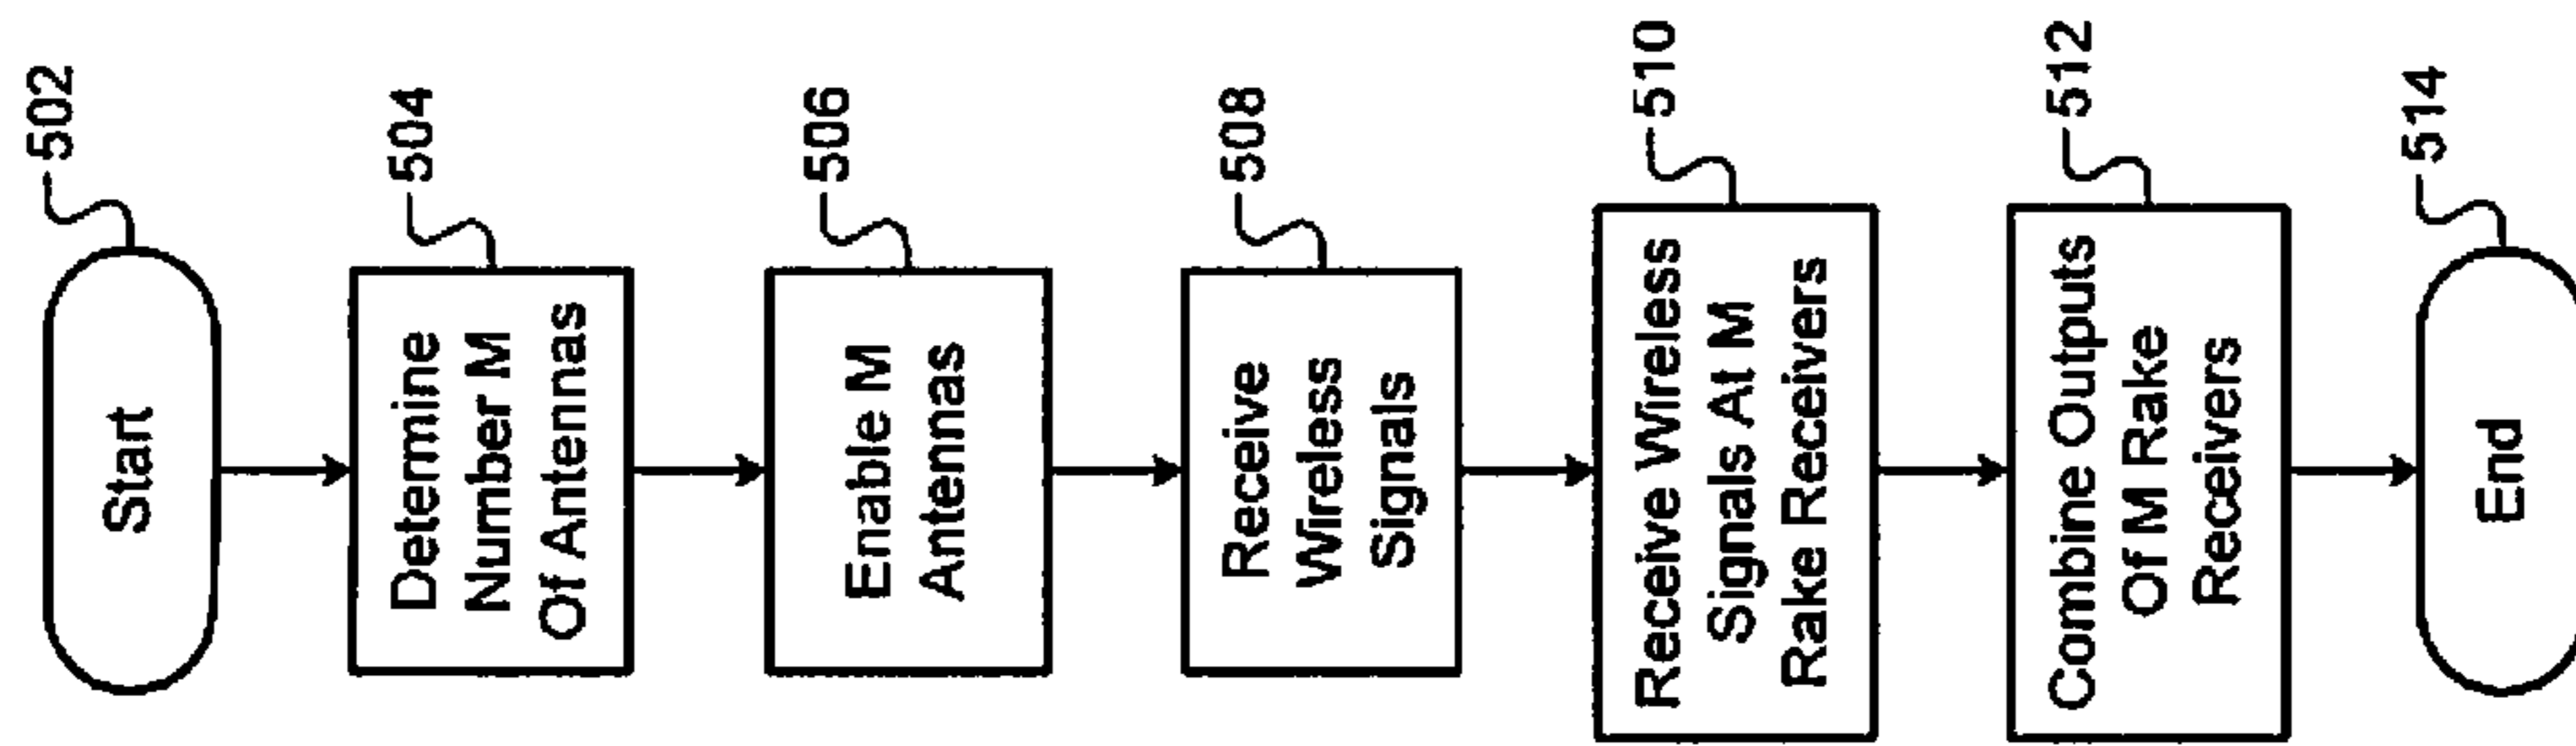 502
Start
504
Determine
Number M
Of Antennas
506
Enable M
Antennas
508
Receive
Wireless
Signals
510
Receive Wireless
Signals At M
Rake Receivers
512
Combine Outputs
Of M Rake
Receivers
514
End